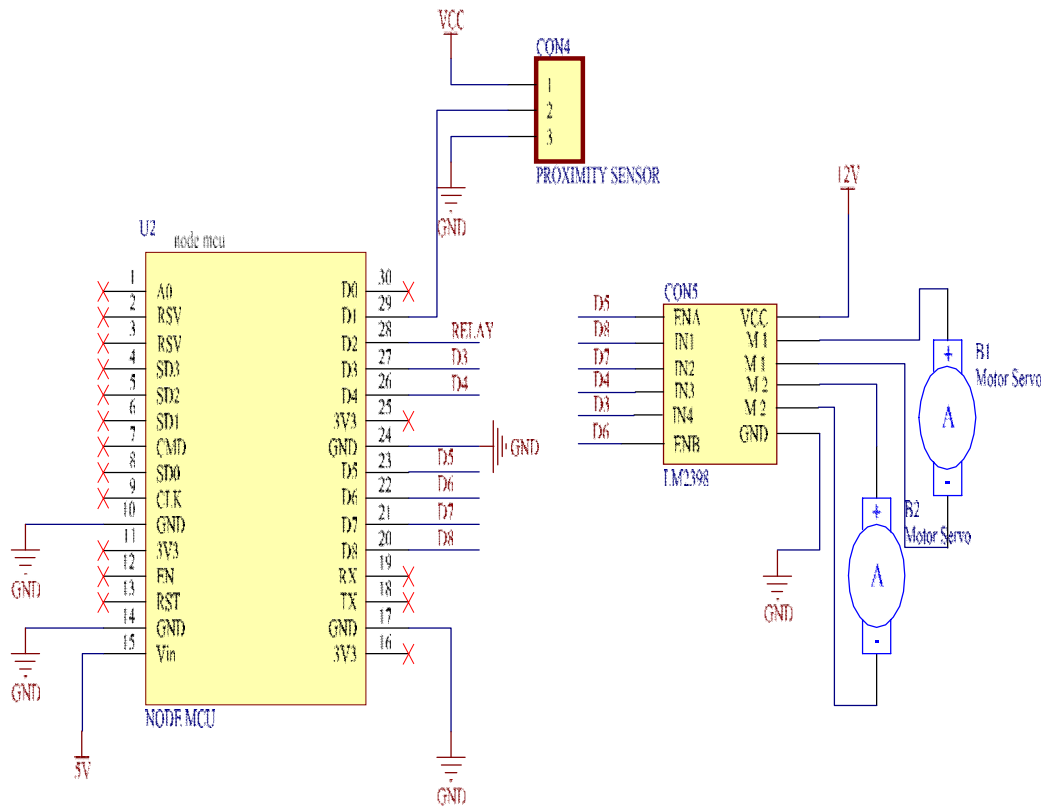 VCC
CON4
1
2
3
PROXIMITY SENSOR
GND
U2
node mcu
1 A0
2 RSV
3 RSV
4 SD3
5 SD2
6 SD1
7 CMD
8 SD0
9 CLK
10 GND
11 3V3
12 EN
13 RST
14 GND
15 Vin
30 D0
29 D1
28 D2 RELAY
27 D3 D3
26 D4 D4
25 3V3
24 GND GND
23 D5 D5
22 D6 D6
21 D7 D7
20 D8 D8
19 RX
18 TX
17 GND
16 3V3
NODE MCU
GND
GND
5V
GND
12V
CON5
D5 ENA
D8 IN1
D7 IN2
D4 IN3
D3 IN4
D6 ENB
VCC
M1
M1
M2
M2
GND
LM2398
GND
+
B1
Motor Servo
A
-
+
B2
Motor Servo
A
-